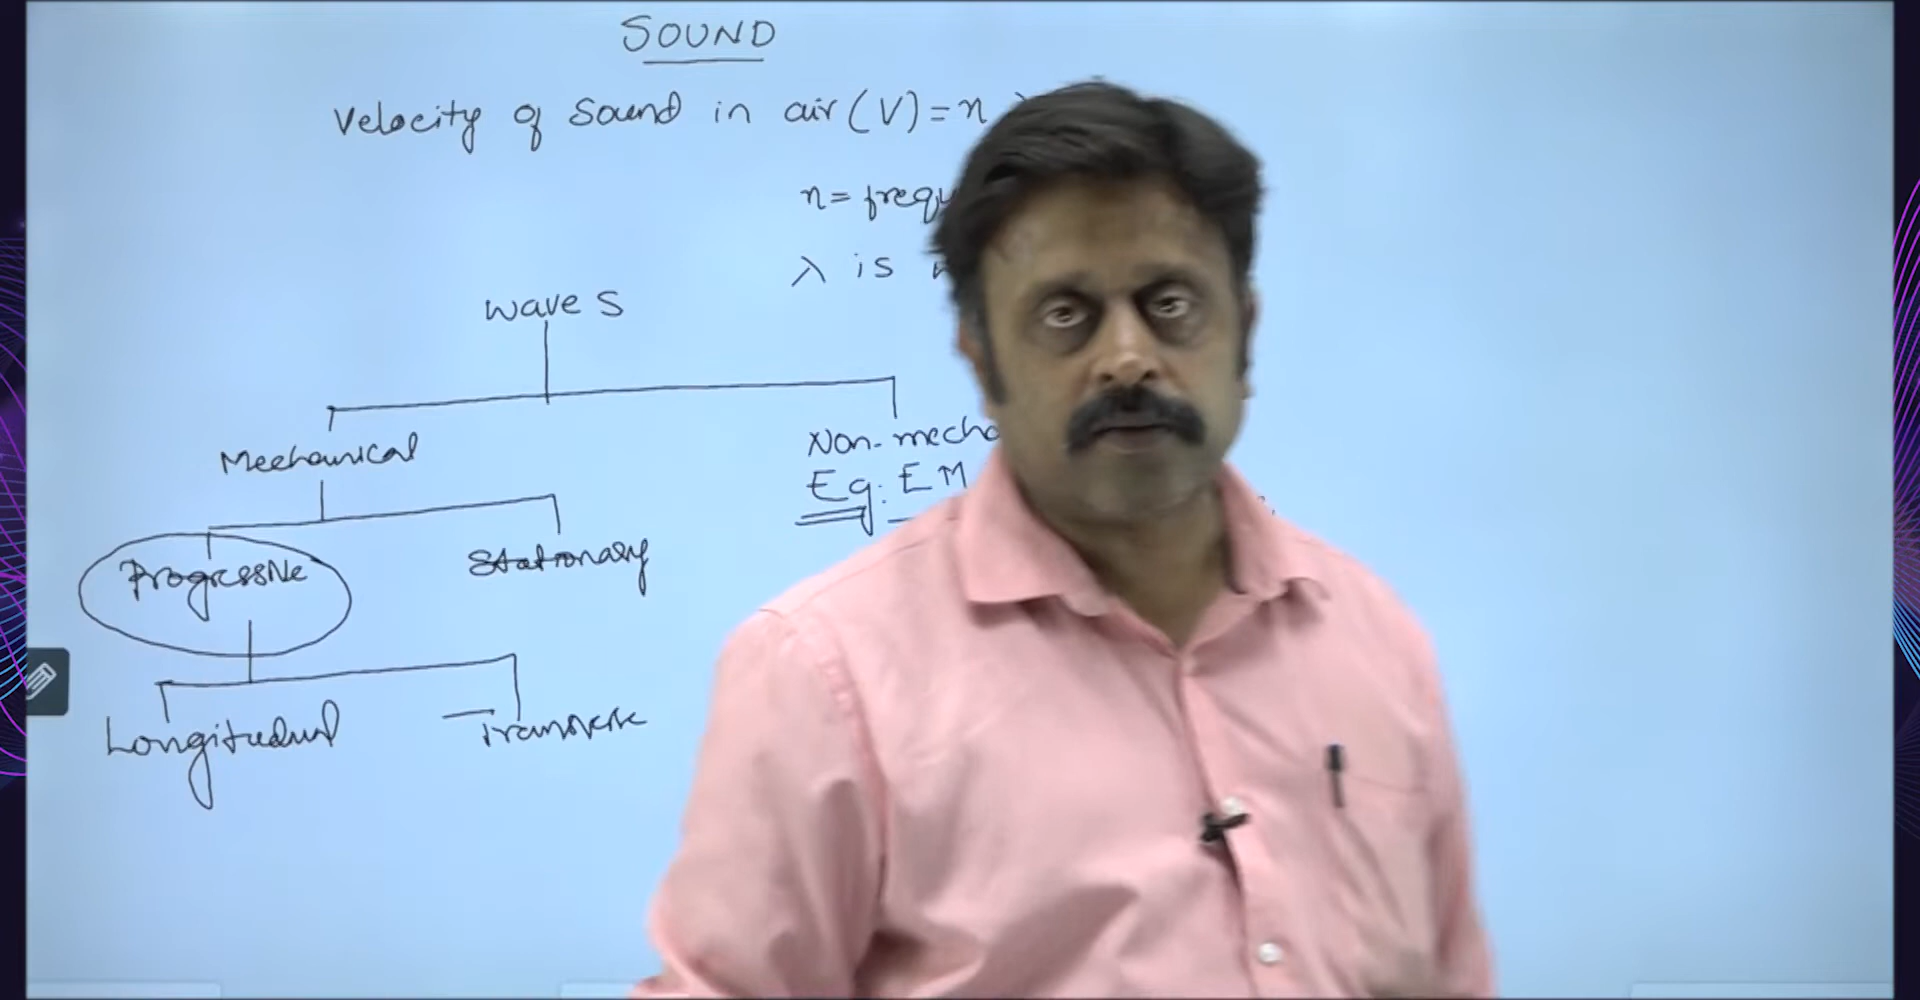 SOUND
Velocity of Sound in air (V) = n
n = frequ
λ is
Waves
Mechanical
Non-mecha
Eg: EM
Progressive
Stationary
Longitudinal
Transverse